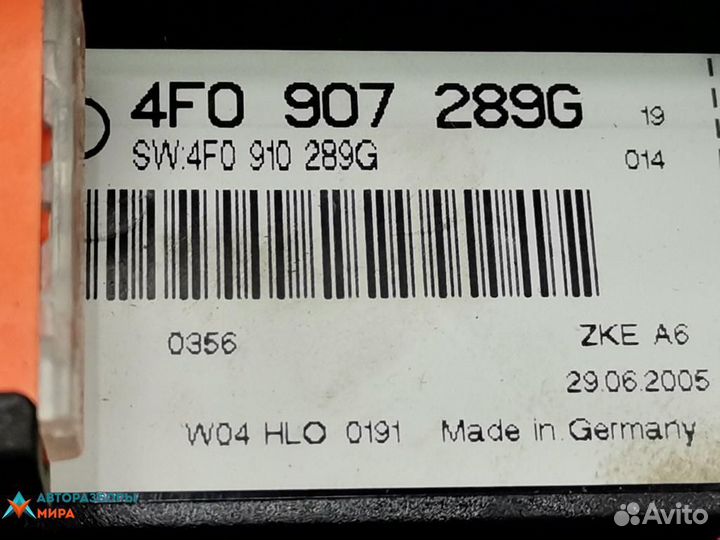 4F0 907 289G 19
SW:4F0 910 289G 014
0356 ZKE A6
29.06.2005
W04 HLO 0191 Made in Germany
АВТОРАЗБОРЫ
МИРА
Avito